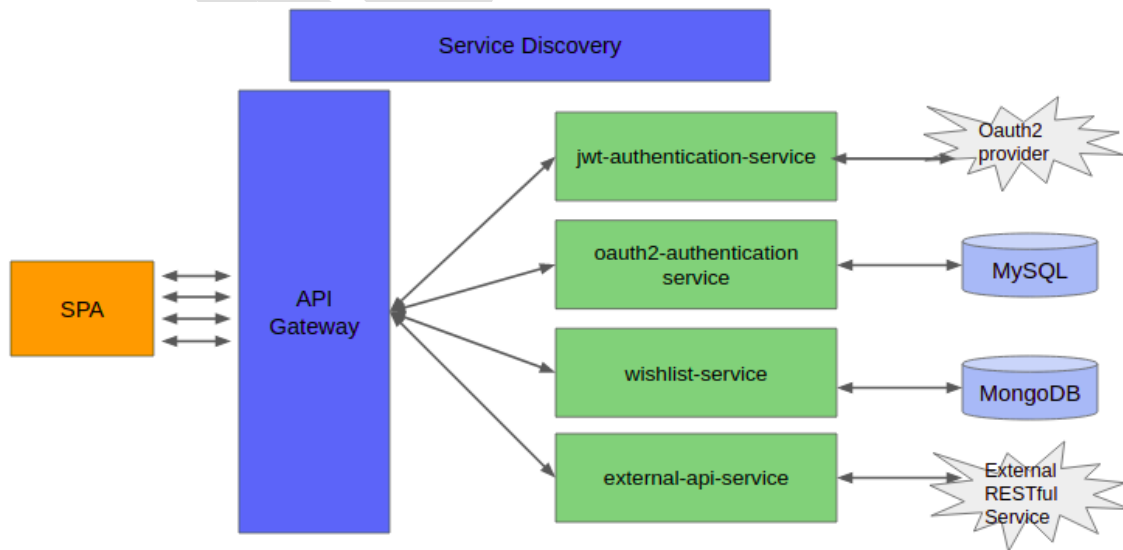 Service Discovery
SPA
API
Gateway
jwt-authentication-service
oauth2-authentication
service
wishlist-service
external-api-service
Oauth2
provider
MySQL
MongoDB
External
RESTful
Service